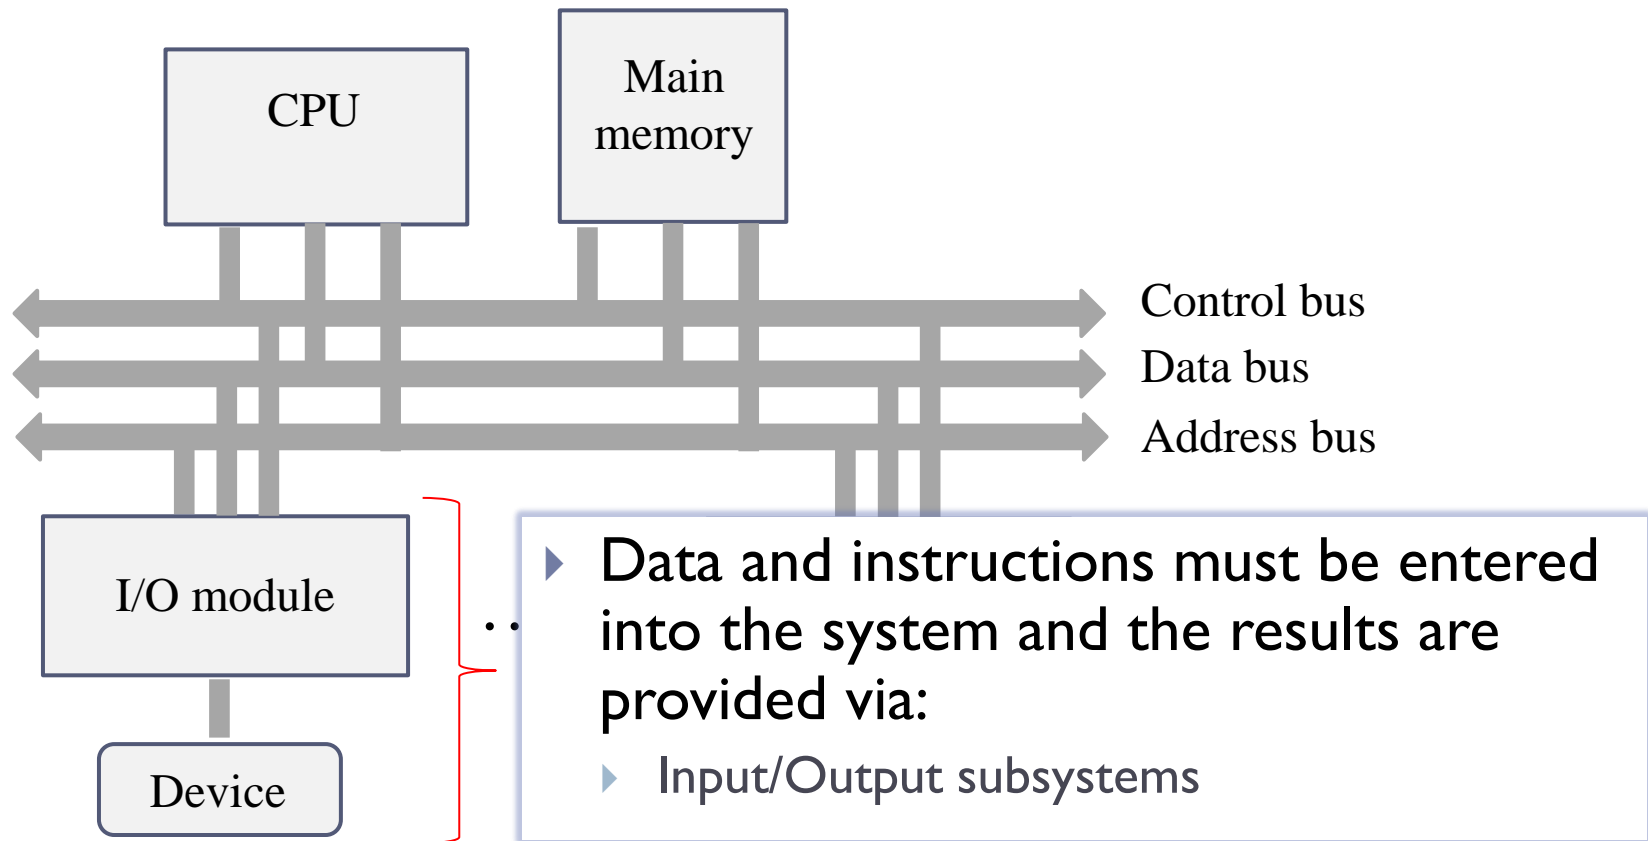 CPU
Main
memory
Control bus
Data bus
Address bus
I/O module
. .
Device
Data and instructions must be entered
into the system and the results are
provided via:
Input/Output subsystems